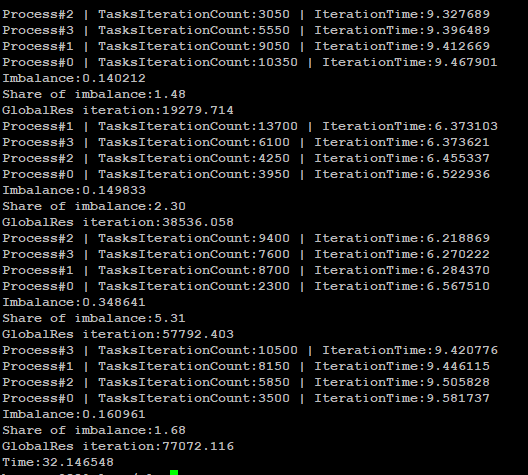 Process#2 | TasksIterationCount:3050 | IterationTime:9.327689
Process#3 | TasksIterationCount:5550 | IterationTime:9.396489
Process#1 | TasksIterationCount:9050 | IterationTime:9.412669
Process#0 | TasksIterationCount:10350 | IterationTime:9.467901
Imbalance:0.140212
Share of imbalance:1.48
GlobalRes iteration:19279.714
Process#1 | TasksIterationCount:13700 | IterationTime:6.373103
Process#3 | TasksIterationCount:6100 | IterationTime:6.373621
Process#2 | TasksIterationCount:4250 | IterationTime:6.455337
Process#0 | TasksIterationCount:3950 | IterationTime:6.522936
Imbalance:0.149833
Share of imbalance:2.30
GlobalRes iteration:38536.058
Process#2 | TasksIterationCount:9400 | IterationTime:6.218869
Process#3 | TasksIterationCount:7600 | IterationTime:6.270222
Process#1 | TasksIterationCount:8700 | IterationTime:6.284370
Process#0 | TasksIterationCount:2300 | IterationTime:6.567510
Imbalance:0.348641
Share of imbalance:5.31
GlobalRes iteration:57792.403
Process#3 | TasksIterationCount:10500 | IterationTime:9.420776
Process#1 | TasksIterationCount:8150 | IterationTime:9.446115
Process#2 | TasksIterationCount:5850 | IterationTime:9.505828
Process#0 | TasksIterationCount:3500 | IterationTime:9.581737
Imbalance:0.160961
Share of imbalance:1.68
GlobalRes iteration:77072.116
Time:32.146548